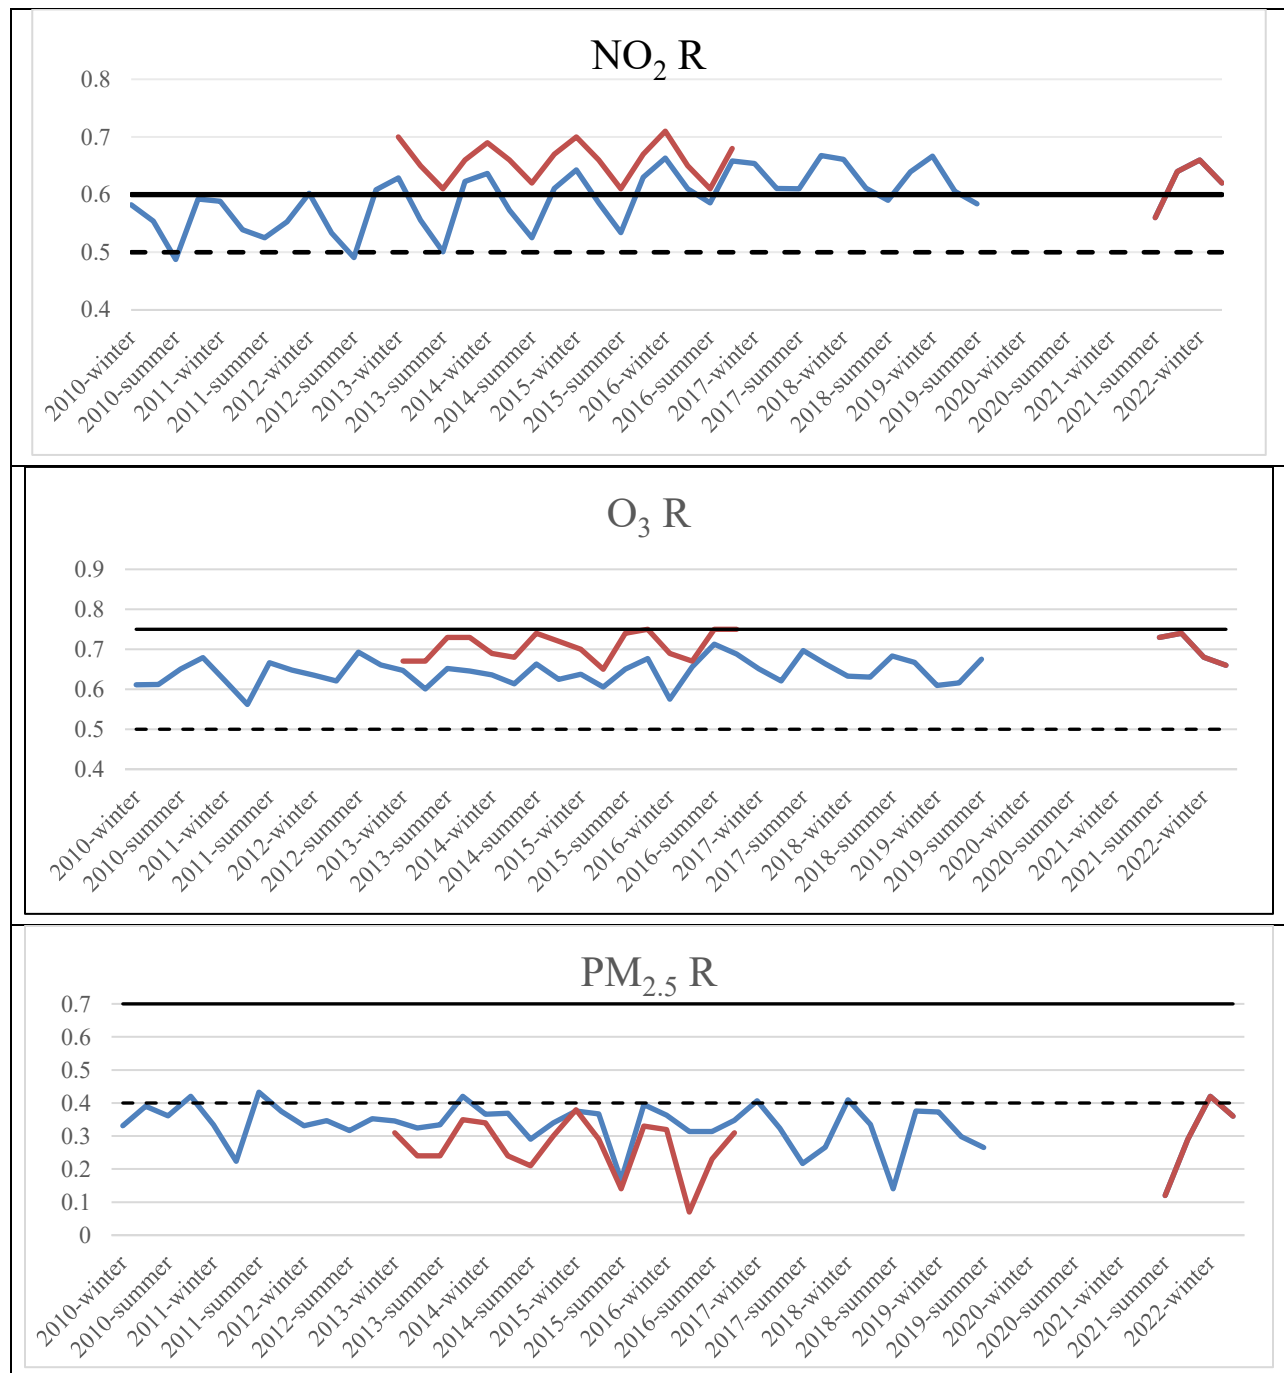 NO2 R
0.8
0.7
0.6
0.5
0.4
2010-winter
2010-summer
2011-winter
2011-summer
2012-winter
2012-summer
2013-winter
2013-summer
2014-winter
2014-summer
2015-winter
2015-summer
2016-winter
2016-summer
2017-winter
2017-summer
2018-winter
2018-summer
2019-winter
2019-summer
2020-winter
2020-summer
2021-winter
2021-summer
2022-winter
O3 R
0.9
0.8
0.7
0.6
0.5
0.4
2010-winter
2010-summer
2011-winter
2011-summer
2012-winter
2012-summer
2013-winter
2013-summer
2014-winter
2014-summer
2015-winter
2015-summer
2016-winter
2016-summer
2017-winter
2017-summer
2018-winter
2018-summer
2019-winter
2019-summer
2020-winter
2020-summer
2021-winter
2021-summer
2022-winter
PM2.5 R
0.7
0.6
0.5
0.4
0.3
0.2
0.1
0
2010-winter
2010-summer
2011-winter
2011-summer
2012-winter
2012-summer
2013-winter
2013-summer
2014-winter
2014-summer
2015-winter
2015-summer
2016-winter
2016-summer
2017-winter
2017-summer
2018-winter
2018-summer
2019-winter
2019-summer
2020-winter
2020-summer
2021-winter
2021-summer
2022-winter